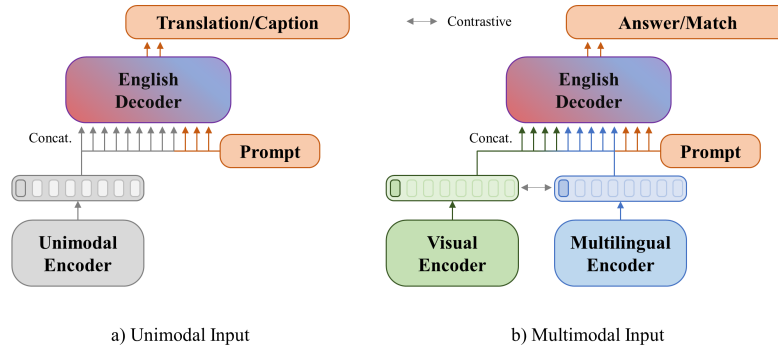 Translation/Caption
English
Decoder
Concat.
Prompt
Unimodal
Encoder
a) Unimodal Input
Contrastive
Answer/Match
English
Decoder
Concat.
Prompt
Visual
Encoder
Multilingual
Encoder
b) Multimodal Input